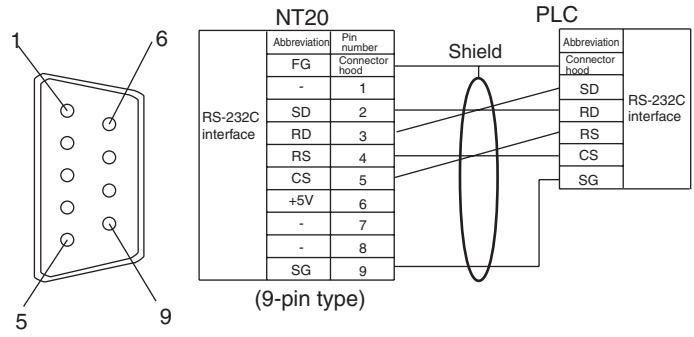 NT20
PLC
1
6
5
9
Abbreviation
Pin
number
FG
Connector
hood
-
1
SD
2
RD
3
RS
4
CS
5
+5V
6
-
7
-
8
SG
9
RS-232C
interface
(9-pin type)
Shield
Abbreviation
Connector
hood
SD
RD
RS
CS
SG
RS-232C
interface